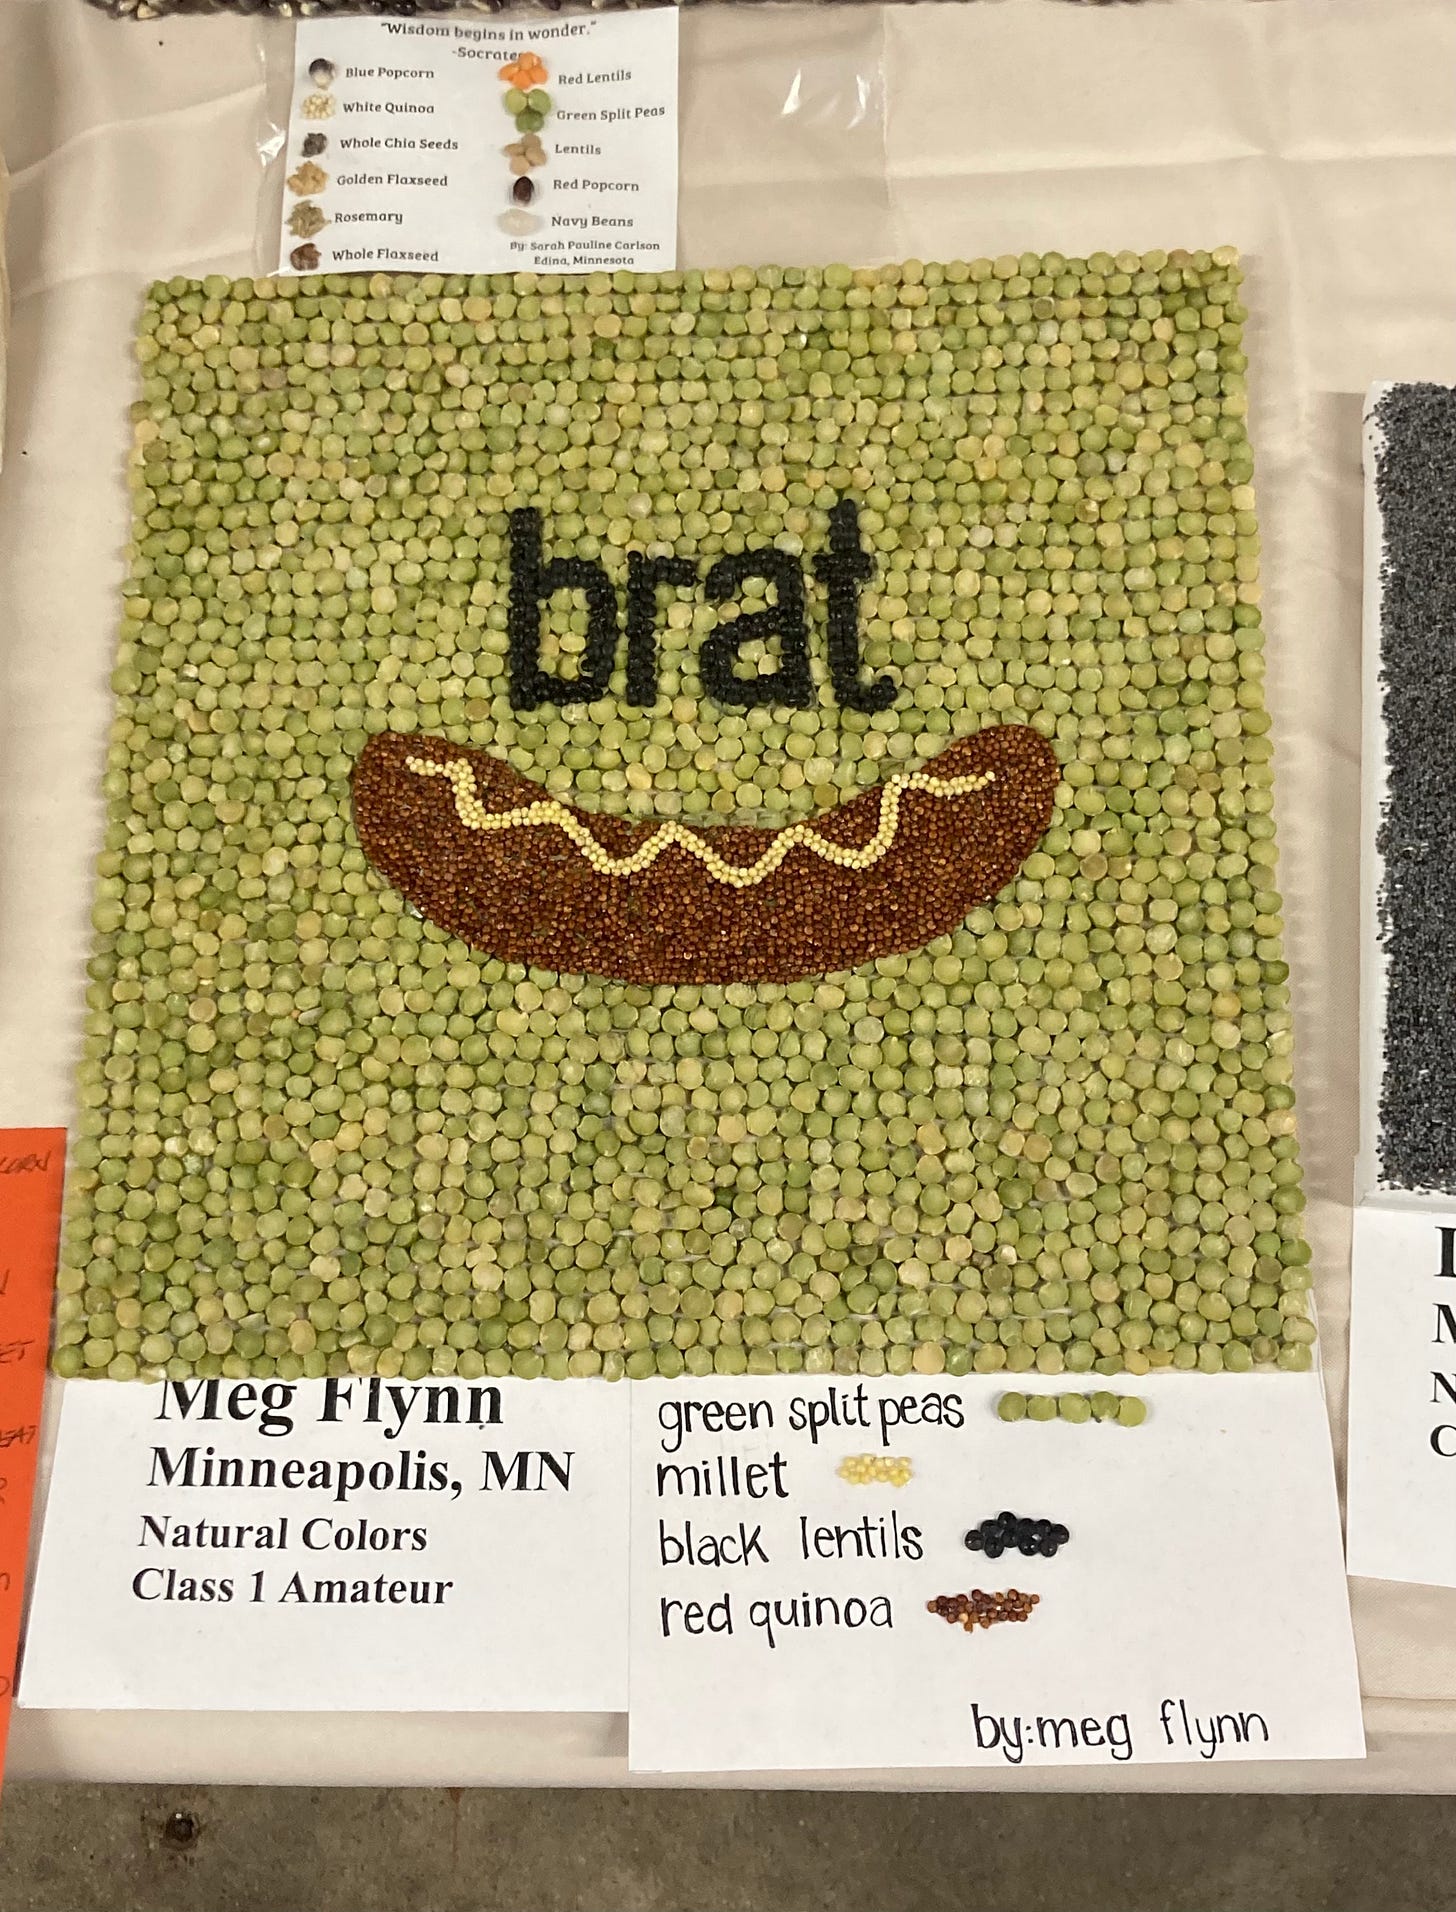 "Wisdom begins in wonder."
-Socrates
Blue Popcorn
White Quinoa
Whole Chia Seeds
Golden Flaxseed
Rosemary
Whole Flaxseed
Red Lentils
Green Split Peas
Lentils
Red Popcorn
Navy Beans
By: Sarah Pauline Carlson
Edina, Minnesota
brat
Meg Flynn
Minneapolis, MN
Natural Colors
Class 1 Amateur
green split peas
millet
black lentils
red quinoa
by: meg flynn